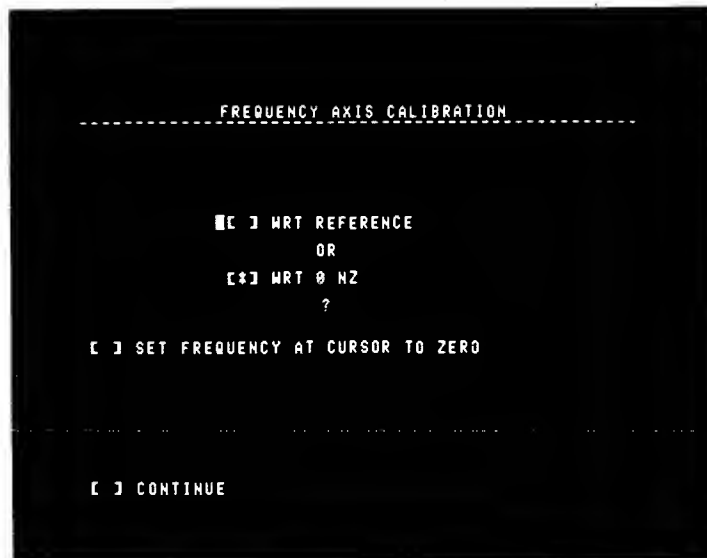 FREQUENCY AXIS CALIBRATION
[ ] WRT REFERENCE
OR
[*] WRT 0 HZ
?
[ ] SET FREQUENCY AT CURSOR TO ZERO
[ ] CONTINUE